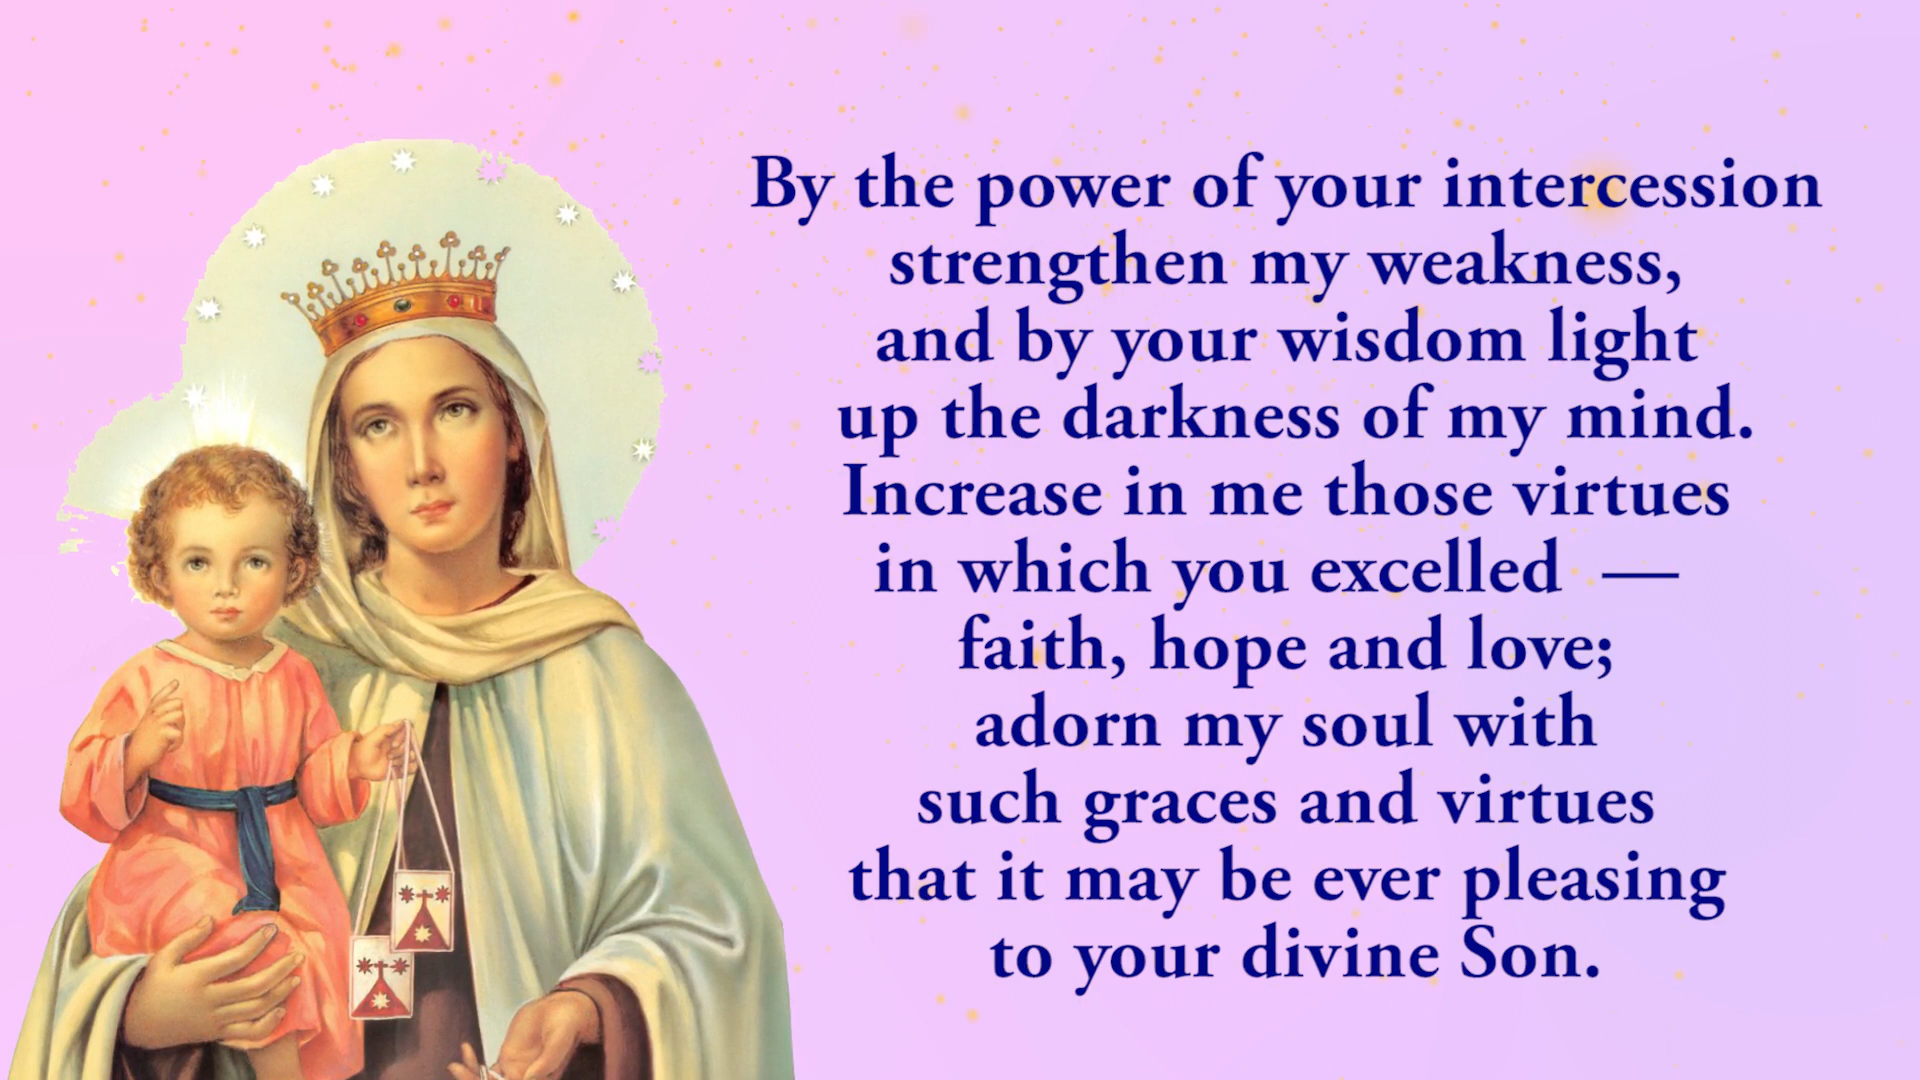 By the power of your intercession
strengthen my weakness,
and by your wisdom light
up the darkness of my mind.
Increase in me those virtues
in which you excelled —
faith, hope and love;
adorn my soul with
such graces and virtues
that it may be ever pleasing
to your divine Son.